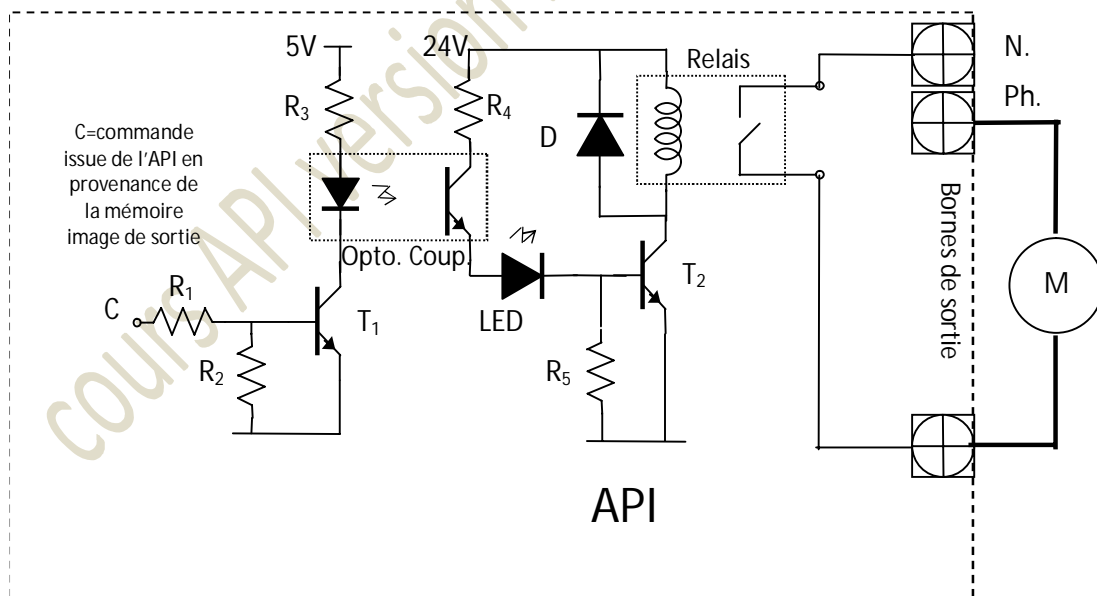 5V
24V
Relais
N.
Ph.
R3
R4
D
C=commande
issue de l'API en
provenance de
la mémoire
image de sortie
Opto. Coup.
Bornes de sortie
M
C
R1
T1
LED
T2
R2
R5
API
cours API version